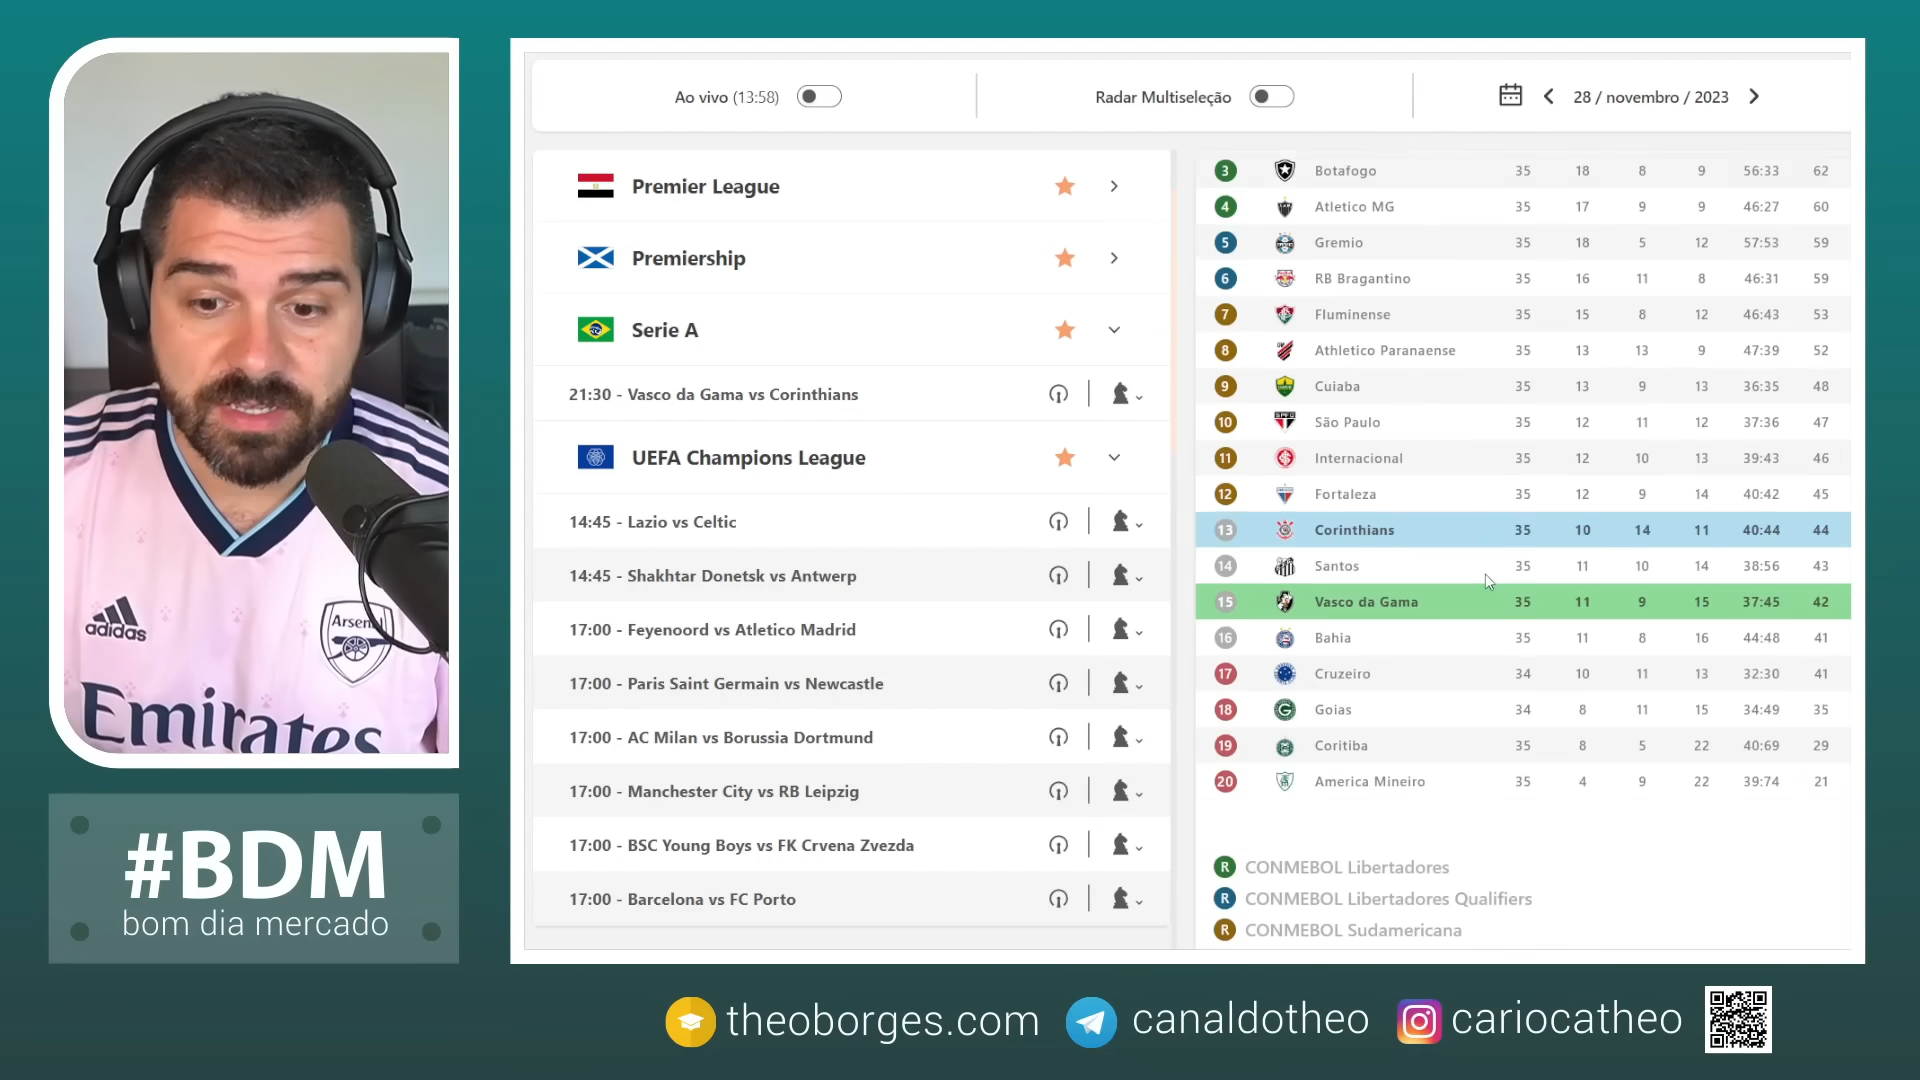 Ao vivo (13:58)
Radar Multiseleção
28 / novembro / 2023
Premier League
Premiership
Serie A
21:30 - Vasco da Gama vs Corinthians
UEFA Champions League
14:45 - Lazio vs Celtic
14:45 - Shakhtar Donetsk vs Antwerp
17:00 - Feyenoord vs Atletico Madrid
17:00 - Paris Saint Germain vs Newcastle
17:00 - AC Milan vs Borussia Dortmund
17:00 - Manchester City vs RB Leipzig
17:00 - BSC Young Boys vs FK Crvena Zvezda
17:00 - Barcelona vs FC Porto
3 Botafogo 35 18 8 9 56:33 62
4 Atletico MG 35 17 9 9 46:27 60
5 Gremio 35 18 5 12 57:53 59
6 RB Bragantino 35 16 11 8 46:31 59
7 Fluminense 35 15 8 12 46:43 53
8 Athletico Paranaense 35 13 13 9 47:39 52
9 Cuiaba 35 13 9 13 36:35 48
10 São Paulo 35 12 11 12 37:36 47
11 Internacional 35 12 10 13 39:43 46
12 Fortaleza 35 12 9 14 40:42 45
13 Corinthians 35 10 14 11 40:44 44
14 Santos 35 11 10 14 38:56 43
15 Vasco da Gama 35 11 9 15 37:45 42
16 Bahia 35 11 8 16 44:48 41
17 Cruzeiro 34 10 11 13 32:30 41
18 Goias 34 8 11 15 34:49 35
19 Coritiba 35 8 5 22 40:69 29
20 America Mineiro 35 4 9 22 39:74 21
R CONMEBOL Libertadores
R CONMEBOL Libertadores Qualifiers
R CONMEBOL Sudamericana
adidas
Arsenal
Emirates
#BDM
bom dia mercado
theoborges.com
canaldotheo
cariocatheo